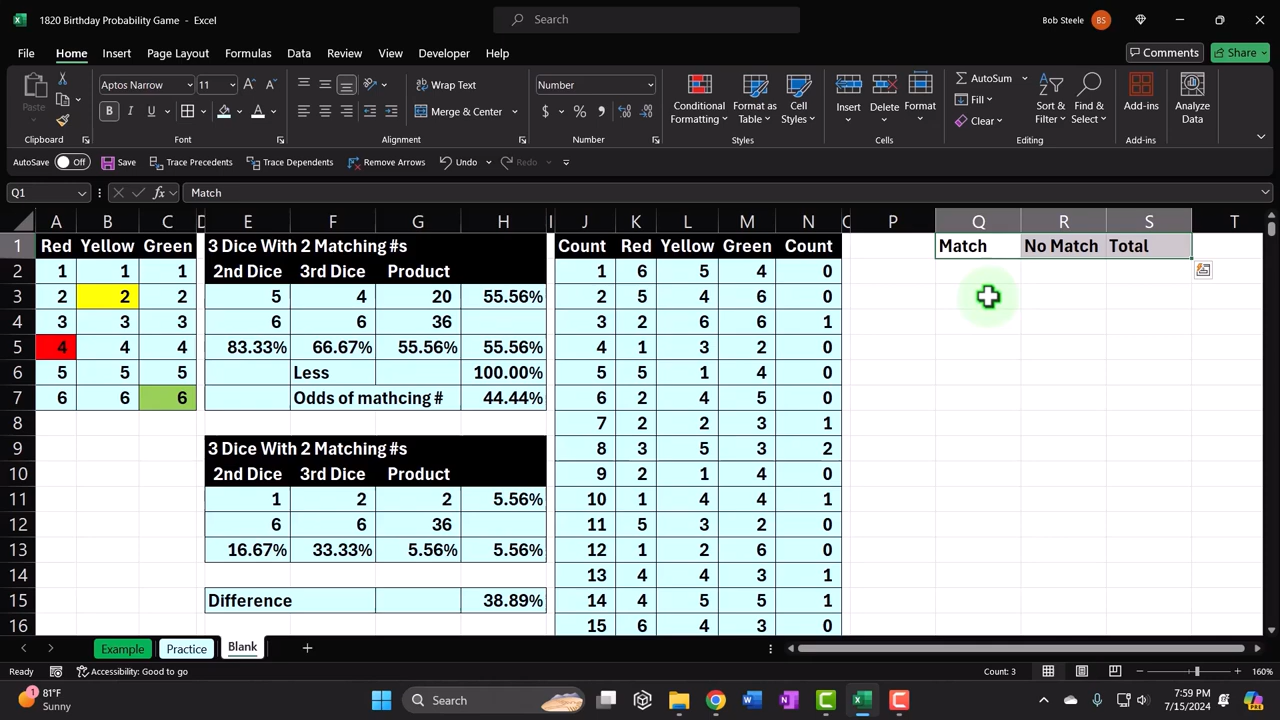 1820 Birthday Probability Game - Excel
Search
Bob Steele BS
File Home Insert Page Layout Formulas Data Review View Developer Help Comments Share
Aptos Narrow 11 Wrap Text Number AutoSum
Paste B I U Merge & Center $ % Conditional Formatting Format as Table Cell Styles Insert Delete Format Fill Sort & Filter Find & Select Add-ins Analyze Data
Clear
Clipboard Font Alignment Number Styles Cells Editing Add-ins
AutoSave Off Save Trace Precedents Trace Dependents Remove Arrows Undo Redo
Q1 fx Match
A B C D E F G H I J K L M N O P Q R S T
1 Red Yellow Green 3 Dice With 2 Matching #s Count Red Yellow Green Count Match No Match Total
2 1 1 1 2nd Dice 3rd Dice Product 1 6 5 4 0
3 2 2 2 5 4 20 55.56% 2 5 4 6 0
4 3 3 3 6 6 36 3 2 6 6 1
5 4 4 4 83.33% 66.67% 55.56% 55.56% 4 1 3 2 0
6 5 5 5 Less 100.00% 5 5 1 4 0
7 6 6 6 Odds of mathcing # 44.44% 6 2 4 5 0
8 7 2 2 3 1
9 3 Dice With 2 Matching #s 8 3 5 3 2
10 2nd Dice 3rd Dice Product 9 2 1 4 0
11 1 2 2 5.56% 10 1 4 4 1
12 6 6 36 11 5 3 2 0
13 16.67% 33.33% 5.56% 5.56% 12 1 2 6 0
14 13 4 4 3 1
15 Difference 38.89% 14 4 5 5 1
16 15 6 4 3 0
Example Practice Blank
Ready Accessibility: Good to go Count: 3 160%
81°F
Sunny
Search
7:59 PM
7/15/2024